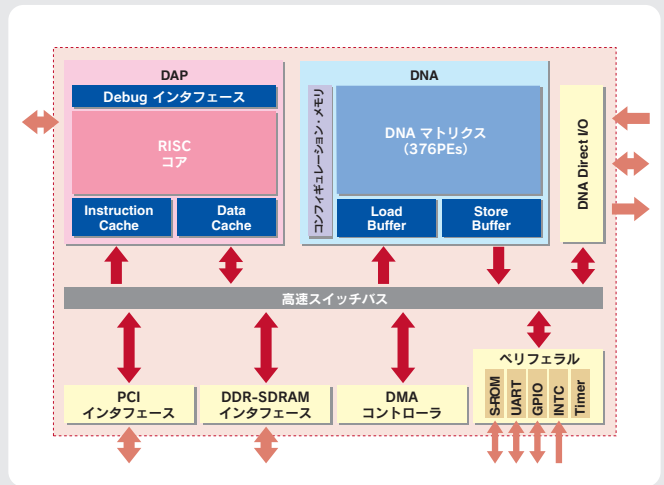 DAP
Debug インタフェース
RISC
コア
Instruction
Cache
Data
Cache
DNA
コンフィギュレーション・メモリ
DNA マトリクス
(376PEs)
Load
Buffer
Store
Buffer
DNA Direct I/O
高速スイッチバス
PCI
インタフェース
DDR-SDRAM
インタフェース
DMA
コントローラ
ペリフェラル
S-ROM
UART
GPIO
INTC
Timer